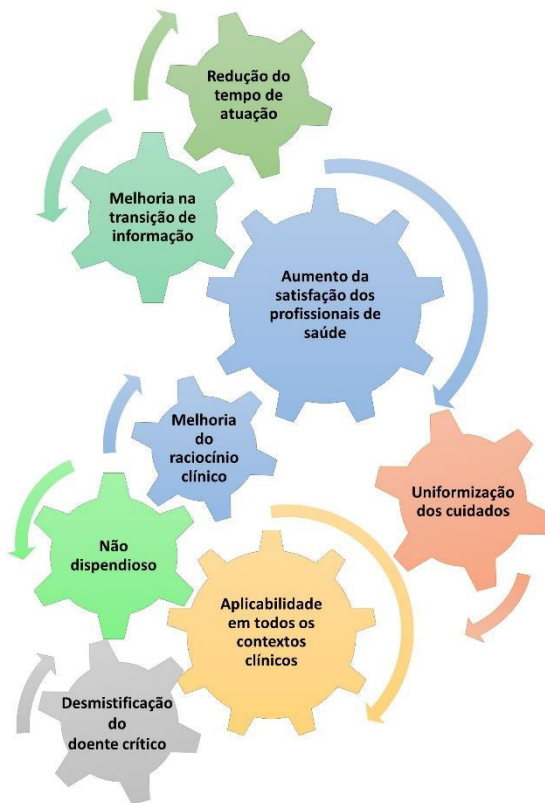 Redução do
tempo de
atuação
Melhoria na
transição de
informação
Aumento da
satisfação dos
profissionais de
saúde
Melhoria
do
raciocínio
clínico
Uniformização
dos cuidados
Não
dispendioso
Aplicabilidade
em todos os
contextos
clínicos
Desmistificação
do
doente crítico